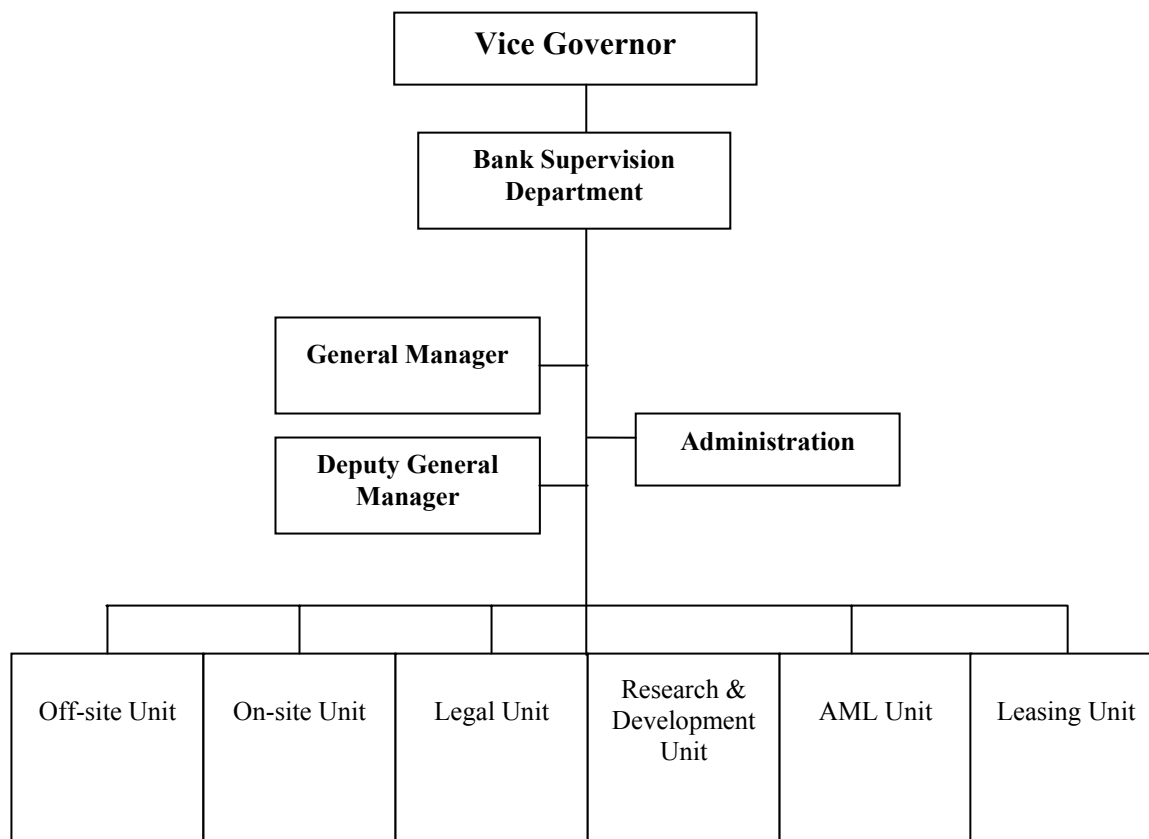 Vice Governor
Bank Supervision
Department
General Manager
Administration
Deputy General
Manager
Off-site Unit
On-site Unit
Legal Unit
Research &
Development
Unit
AML Unit
Leasing Unit